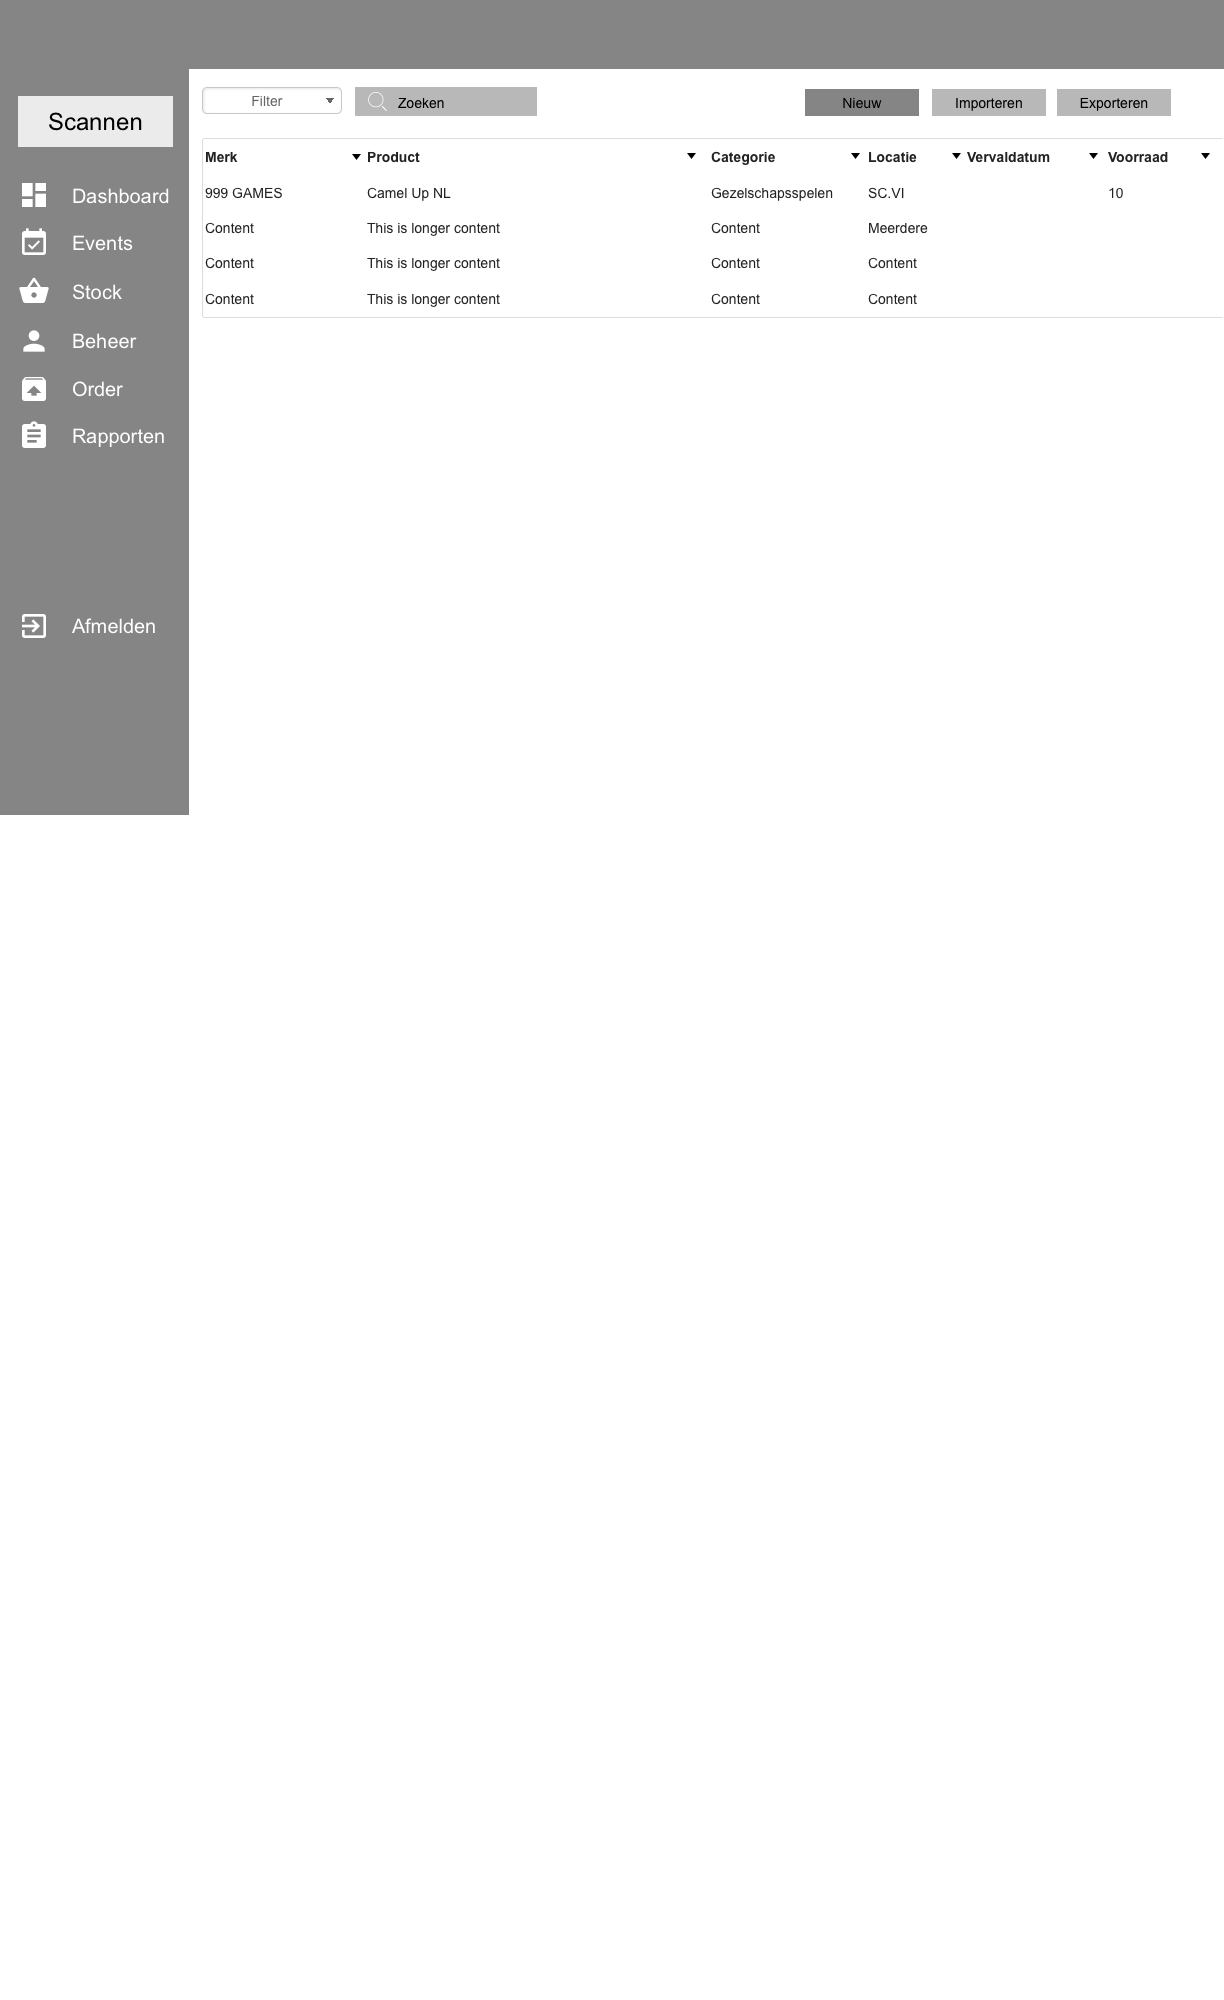 Scannen
Dashboard
Events
Stock
Beheer
Order
Rapporten
Afmelden
Filter
Zoeken
Nieuw
Importeren
Exporteren
Merk Product Categorie Locatie Vervaldatum Voorraad
999 GAMES Camel Up NL Gezelschapsspelen SC.VI 10
Content This is longer content Content Meerdere
Content This is longer content Content Content
Content This is longer content Content Content